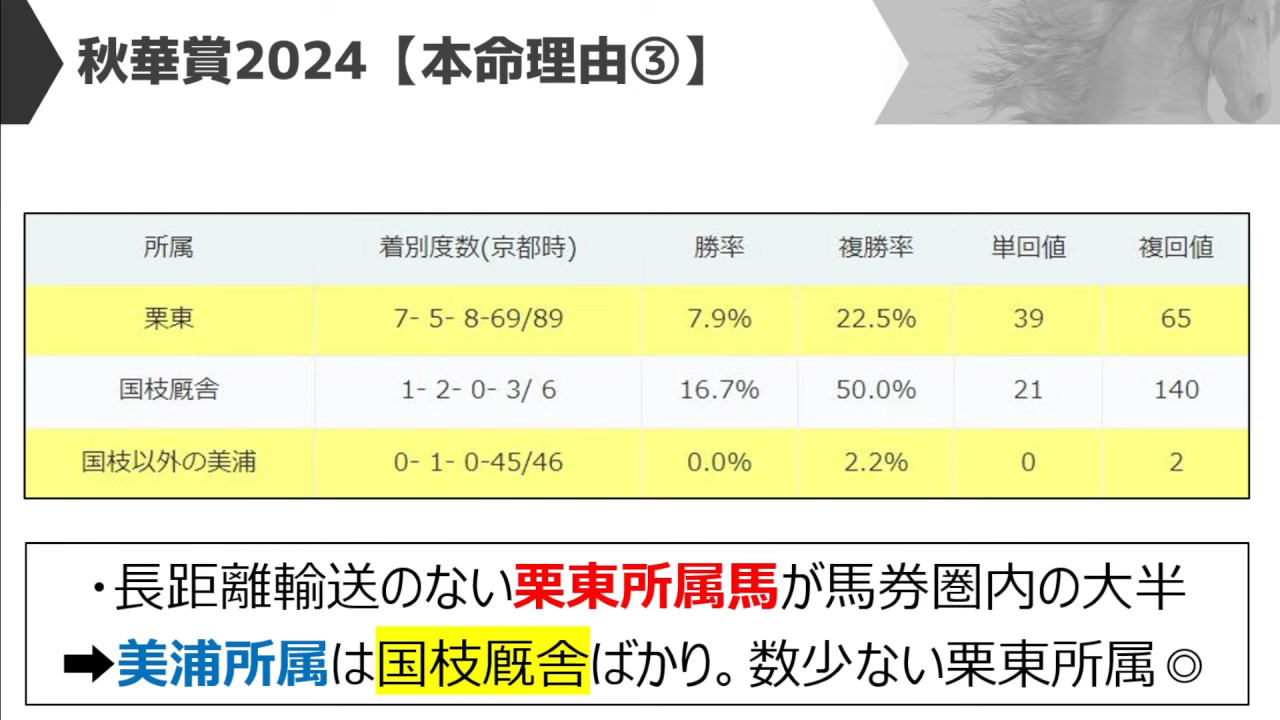 秋華賞2024【本命理由③】
所属 着別度数(京都時) 勝率 複勝率 単回値 複回値
栗東 7- 5- 8-69/89 7.9% 22.5% 39 65
国枝厩舎 1- 2- 0- 3/ 6 16.7% 50.0% 21 140
国枝以外の美浦 0- 1- 0-45/46 0.0% 2.2% 0 2
・長距離輸送のない栗東所属馬が馬券圏内の大半
➡美浦所属は国枝厩舎ばかり。数少ない栗東所属◎